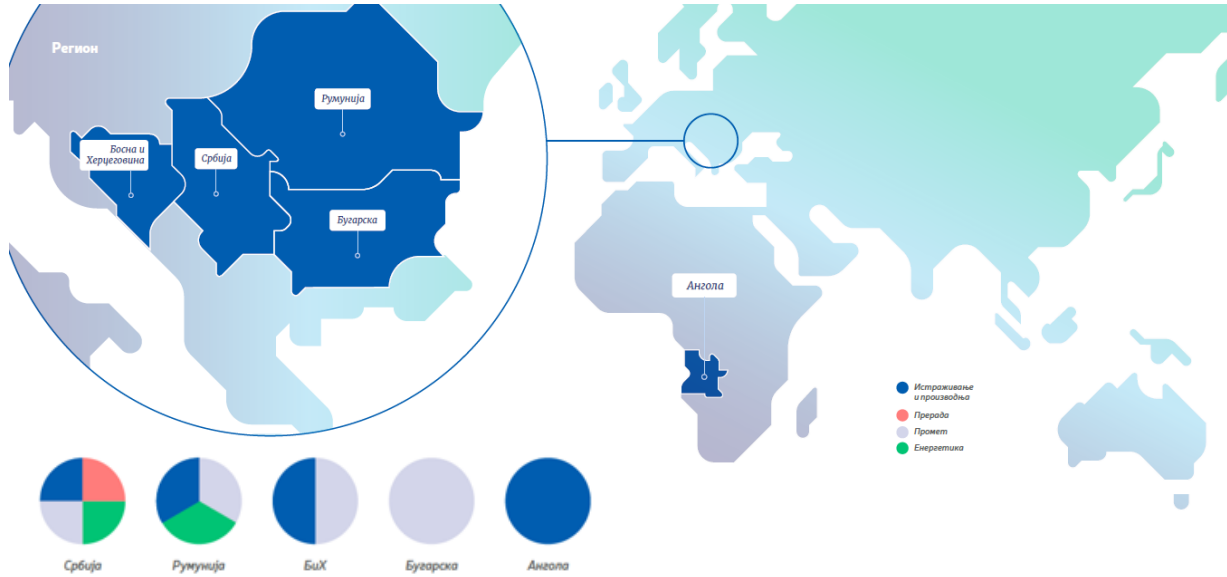 Регион
Румунија
Босна и
Херцеговина
Србија
Бугарска
Ангола
Истраживање
и производња
Прерада
Промет
Енергетика
Србија
Румунија
БиХ
Бугарска
Ангола